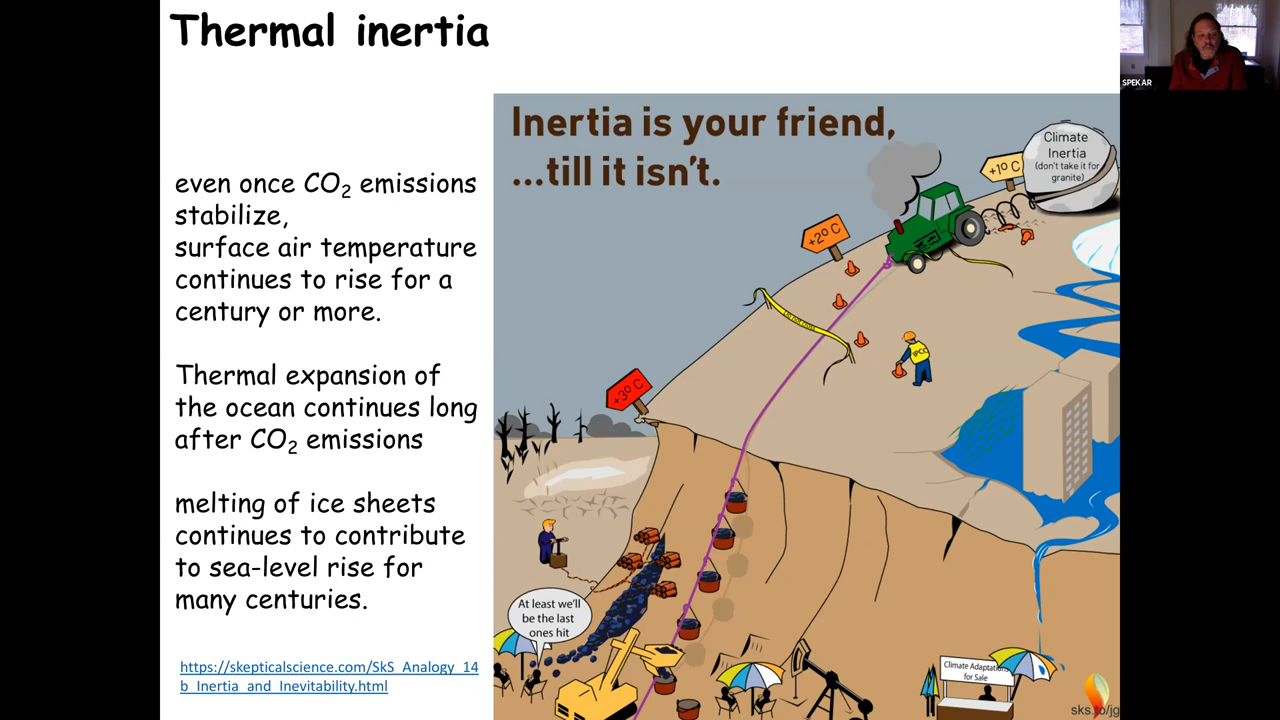 Thermal inertia
even once CO₂ emissions
stabilize,
surface air temperature
continues to rise for a
century or more.
Thermal expansion of
the ocean continues long
after CO₂ emissions
melting of ice sheets
continues to contribute
to sea-level rise for
many centuries.
https://skepticalscience.com/SkS_Analogy_14
b_Inertia_and_Inevitability.html
Inertia is your friend,
...till it isn't.
Climate
Inertia
(don't take it for
granite)
+1º C
+2º C
+3º C
IPCC
At least we'll
be the last
ones hit
Climate Adaptations
for Sale
sks.to/jg
SPEKAR